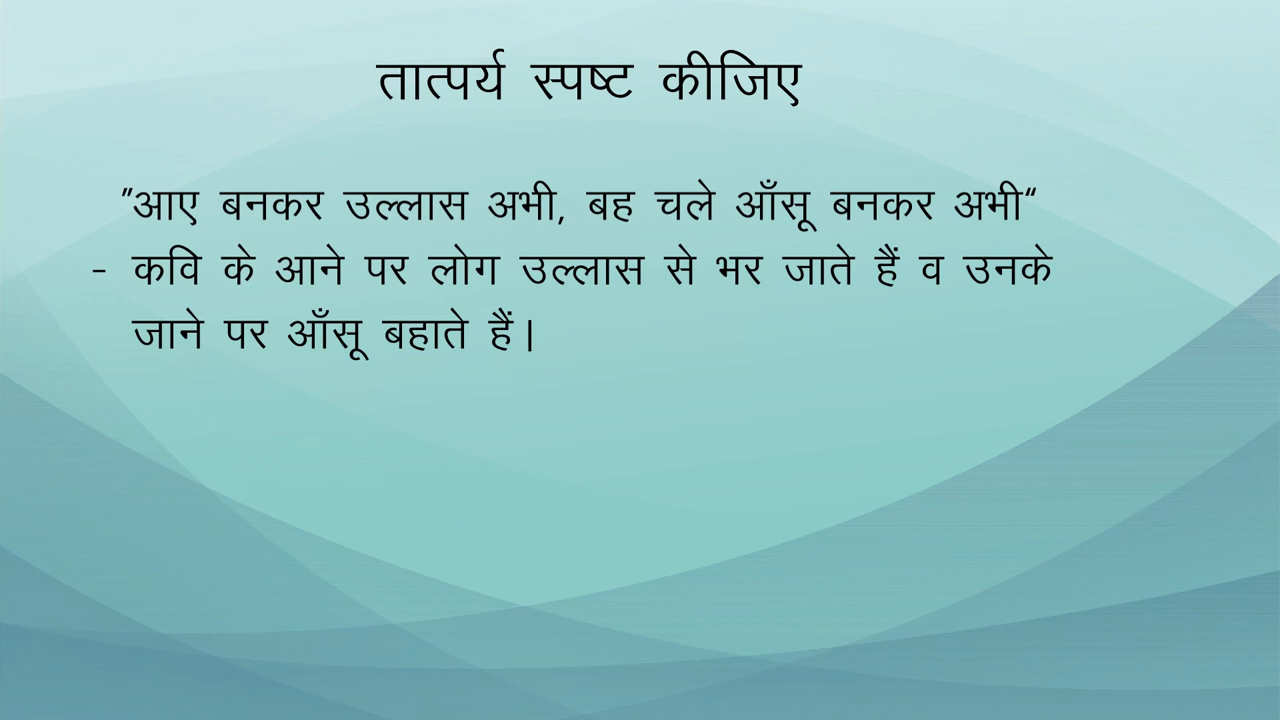 तात्पर्य स्पष्ट कीजिए
"आए बनकर उल्लास अभी, बह चले आँसू बनकर अभी“
- कवि के आने पर लोग उल्लास से भर जाते हैं व उनके
जाने पर आँसू बहाते हैं|